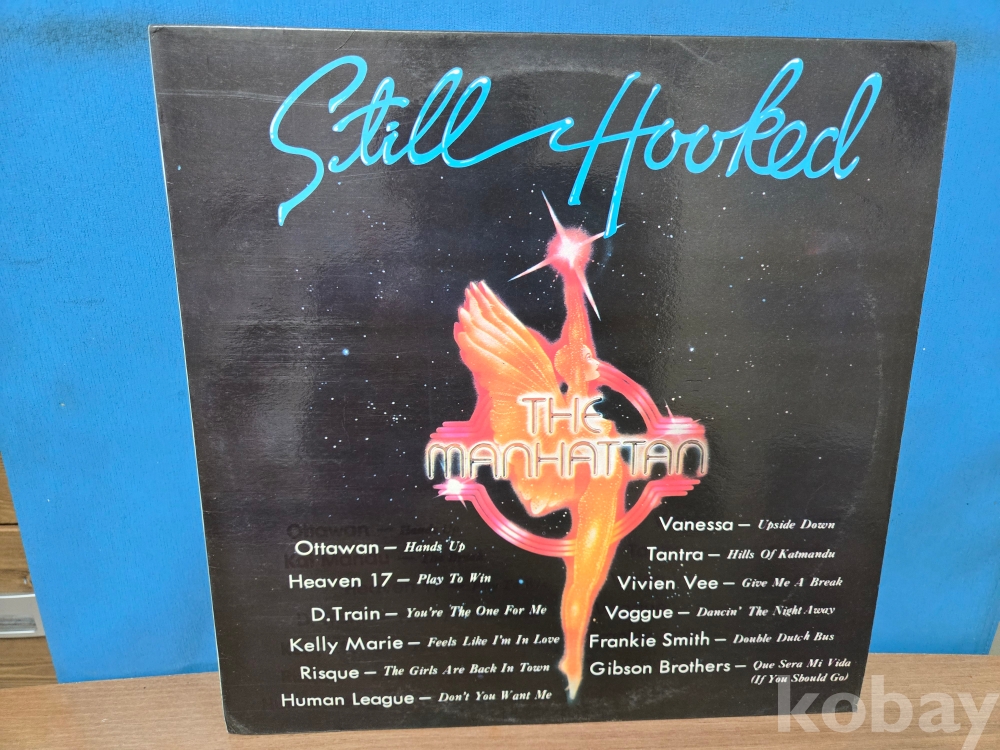 Still Hooked
THE
MANHATTAN
Ottawan — Hands Up
Heaven 17 — Play To Win
D.Train — You're The One For Me
Kelly Marie — Feels Like I'm In Love
Risque — The Girls Are Back In Town
Human League — Don't You Want Me
Vanessa — Upside Down
Tantra — Hills Of Katmandu
Vivien Vee — Give Me A Break
Voggue — Dancin' The Night Away
Frankie Smith — Double Dutch Bus
Gibson Brothers — Que Sera Mi Vida
(If You Should Go)
Ottawan —
kobay